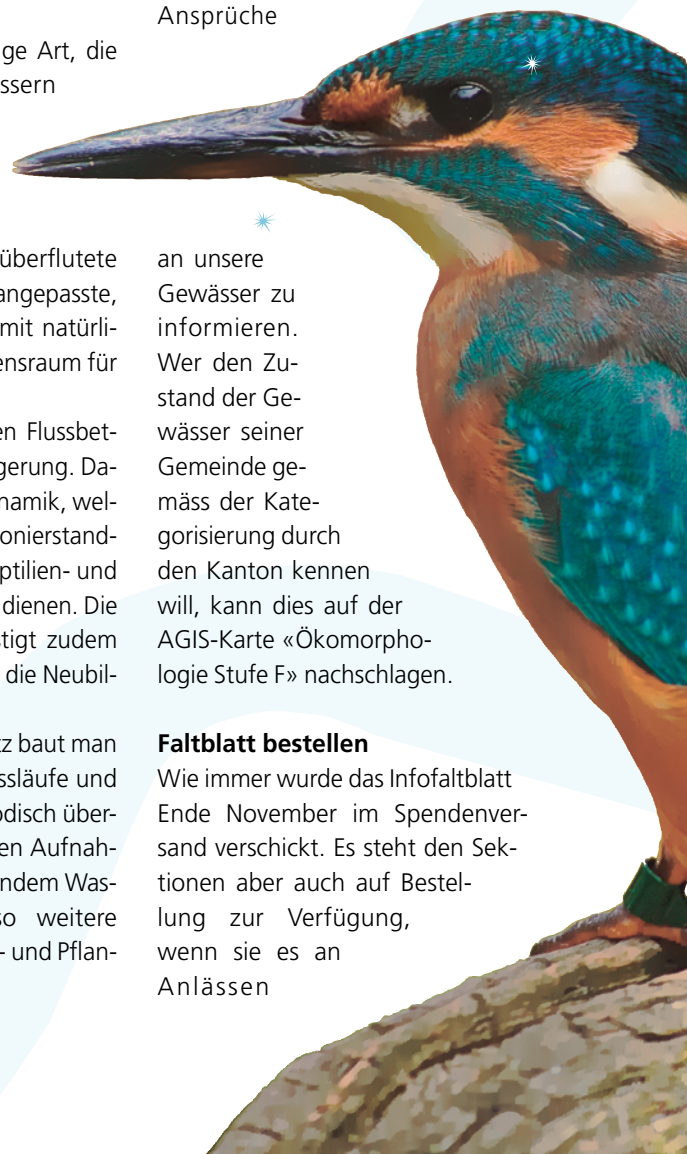 ge Art, die
ssern
überflutete
angepasste,
mit natürli-
ensraum für
en Flussbet-
gerung. Da-
namik, wel-
onierstand-
ptilien- und
dienen. Die
stigt zudem
die Neubil-
tz baut man
ssläufe und
odisch über-
en Aufnah-
ndem Was-
so weitere
- und Pflan-
Ansprüche
an unsere
Gewässer zu
informieren.
Wer den Zu-
stand der Ge-
wässer seiner
Gemeinde ge-
mäss der Kate-
gorisierung durch
den Kanton kennen
will, kann dies auf der
AGIS-Karte «Ökomorpho-
logie Stufe F» nachschlagen.
Faltblatt bestellen
Wie immer wurde das Infofaltblatt
Ende November im Spendenver-
sand verschickt. Es steht den Sek-
tionen aber auch auf Bestel-
lung zur Verfügung,
wenn sie es an
Anlässen